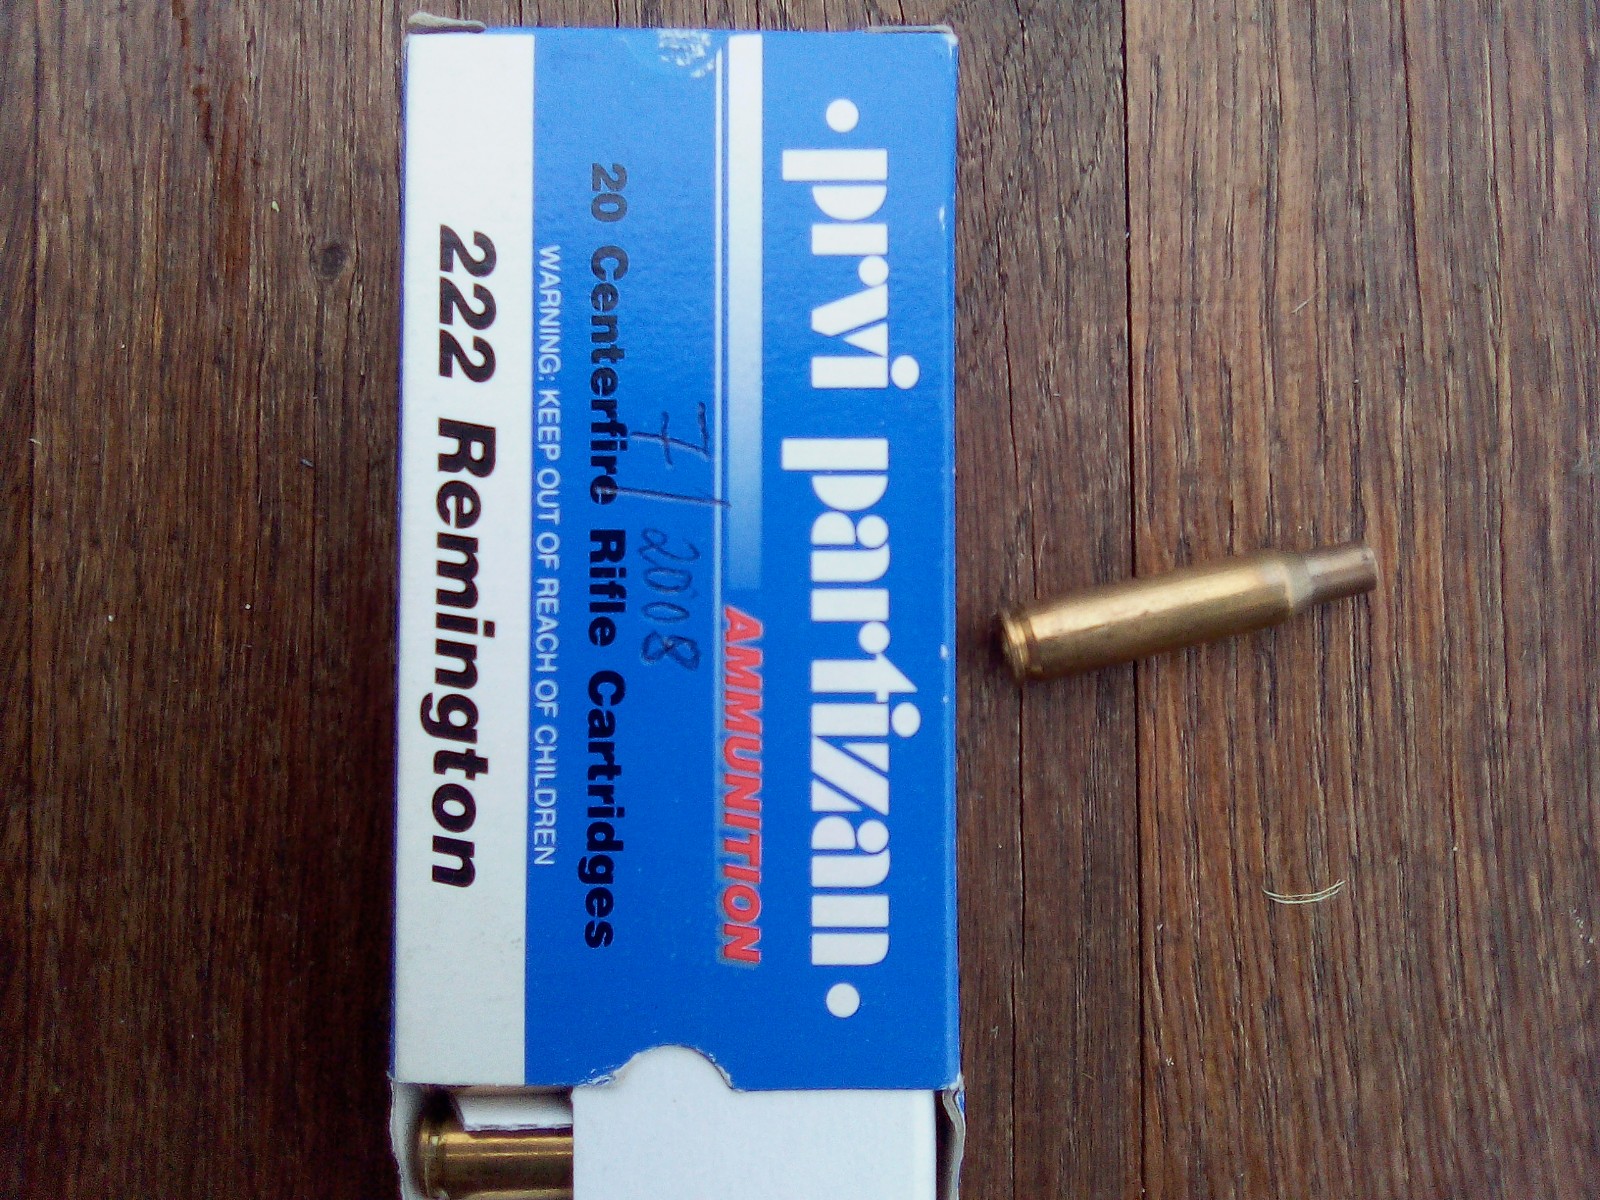 • prvi partizan •
AMMUNITION
7/2008
20 Centerfire Rifle Cartridges
WARNING: KEEP OUT OF REACH OF CHILDREN
222 Remington